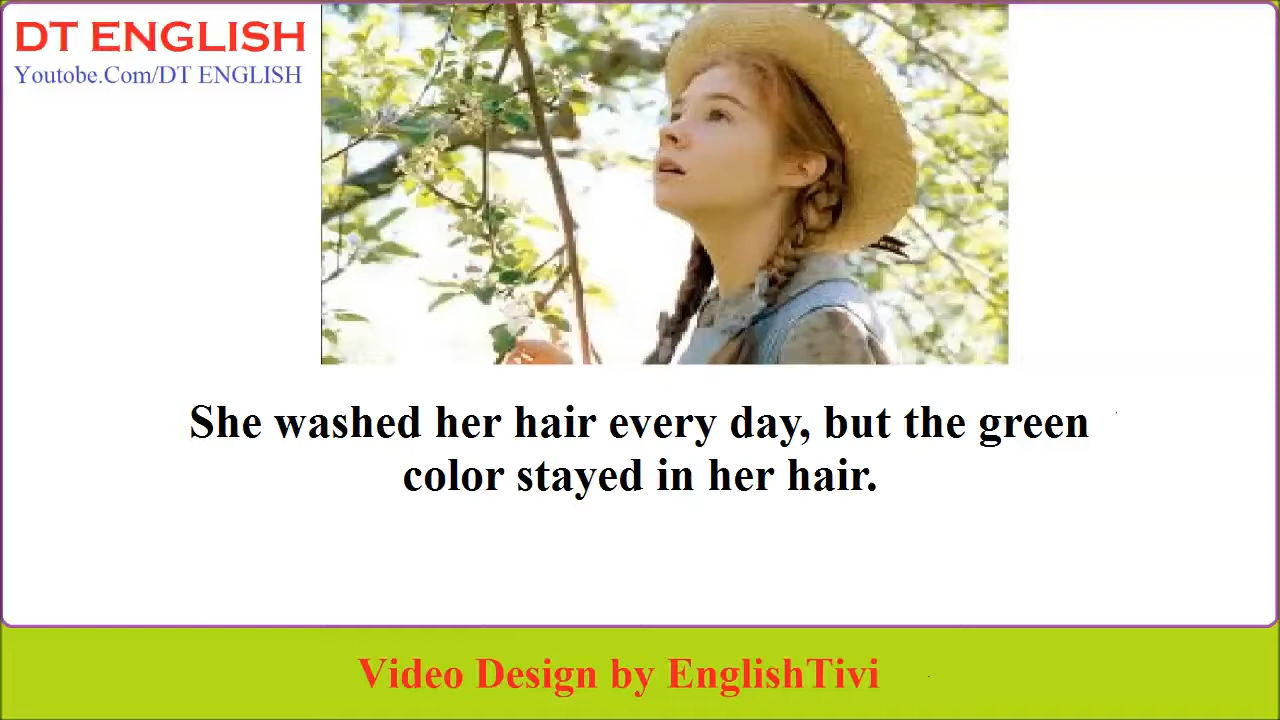 DT ENGLISH
Youtobe.Com/DT ENGLISH
She washed her hair every day, but the green
color stayed in her hair.
Video Design by EnglishTivi